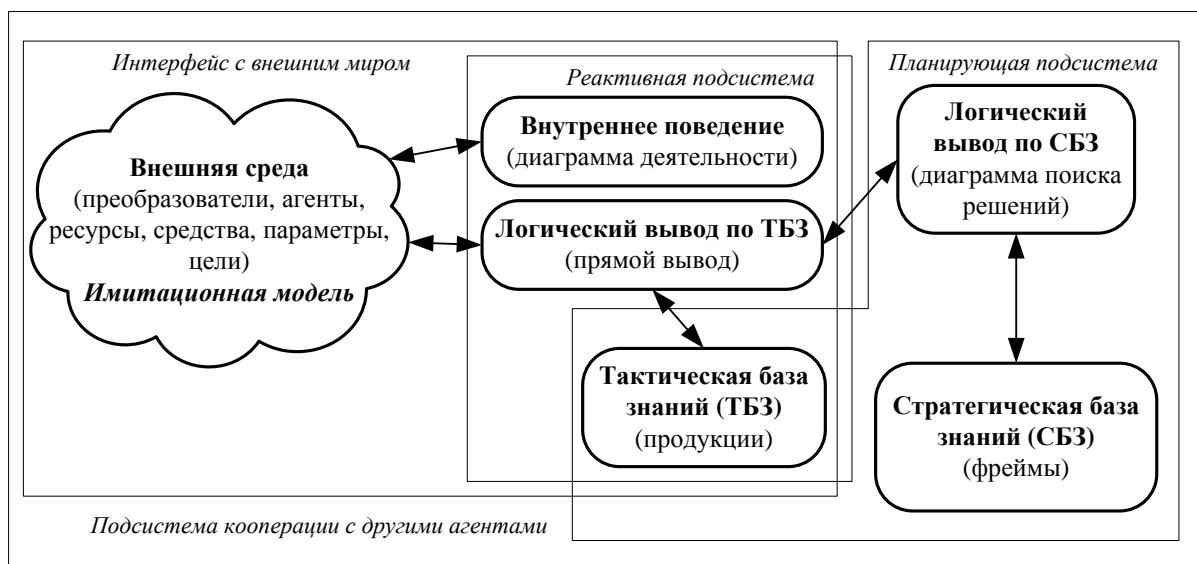 Интерфейс с внешним миром
Реактивная подсистема
Планирующая подсистема
Внешняя среда
(преобразователи, агенты,
ресурсы, средства, параметры,
цели)
Имитационная модель
Внутреннее поведение
(диаграмма деятельности)
Логический вывод по ТБЗ
(прямой вывод)
Тактическая база
знаний (ТБЗ)
(продукции)
Логический
вывод по СБЗ
(диаграмма поиска
решений)
Стратегическая база
знаний (СБЗ)
(фреймы)
Подсистема кооперации с другими агентами